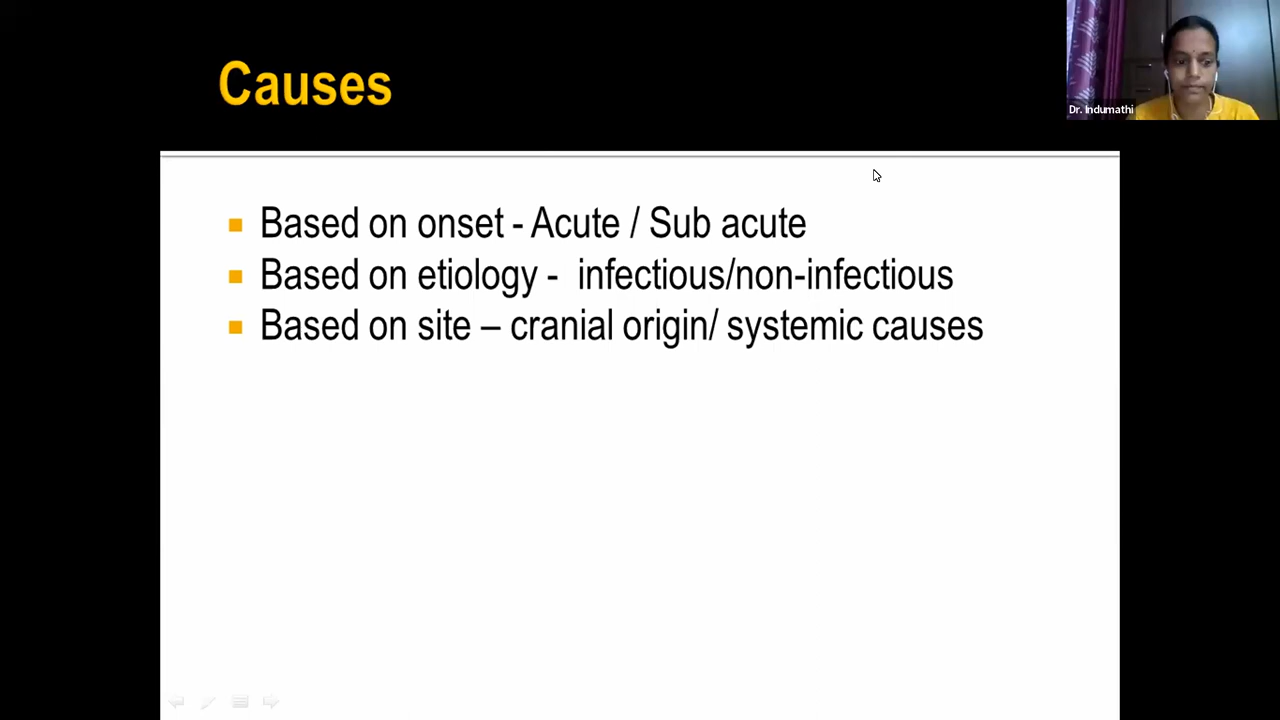 Causes
Dr. Indumathi
Based on onset - Acute / Sub acute
Based on etiology - infectious/non-infectious
Based on site – cranial origin/ systemic causes